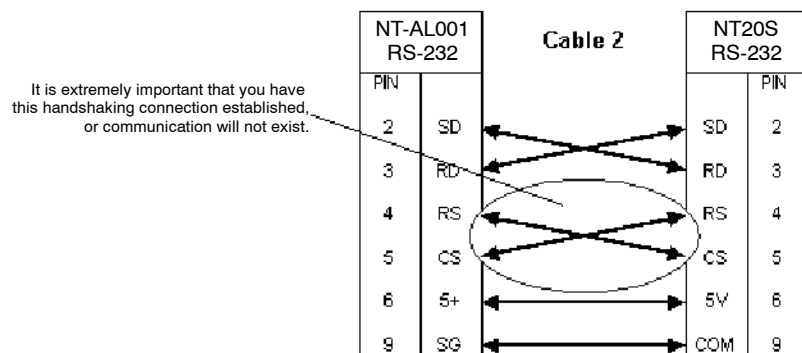 NT-AL001
RS-232
Cable 2
NT20S
RS-232
It is extremely important that you have
this handshaking connection established,
or communication will not exist.
PIN PIN
2 SD SD 2
3 RD RD 3
4 RS RS 4
5 CS CS 5
6 5+ 5V 6
9 SG COM 9